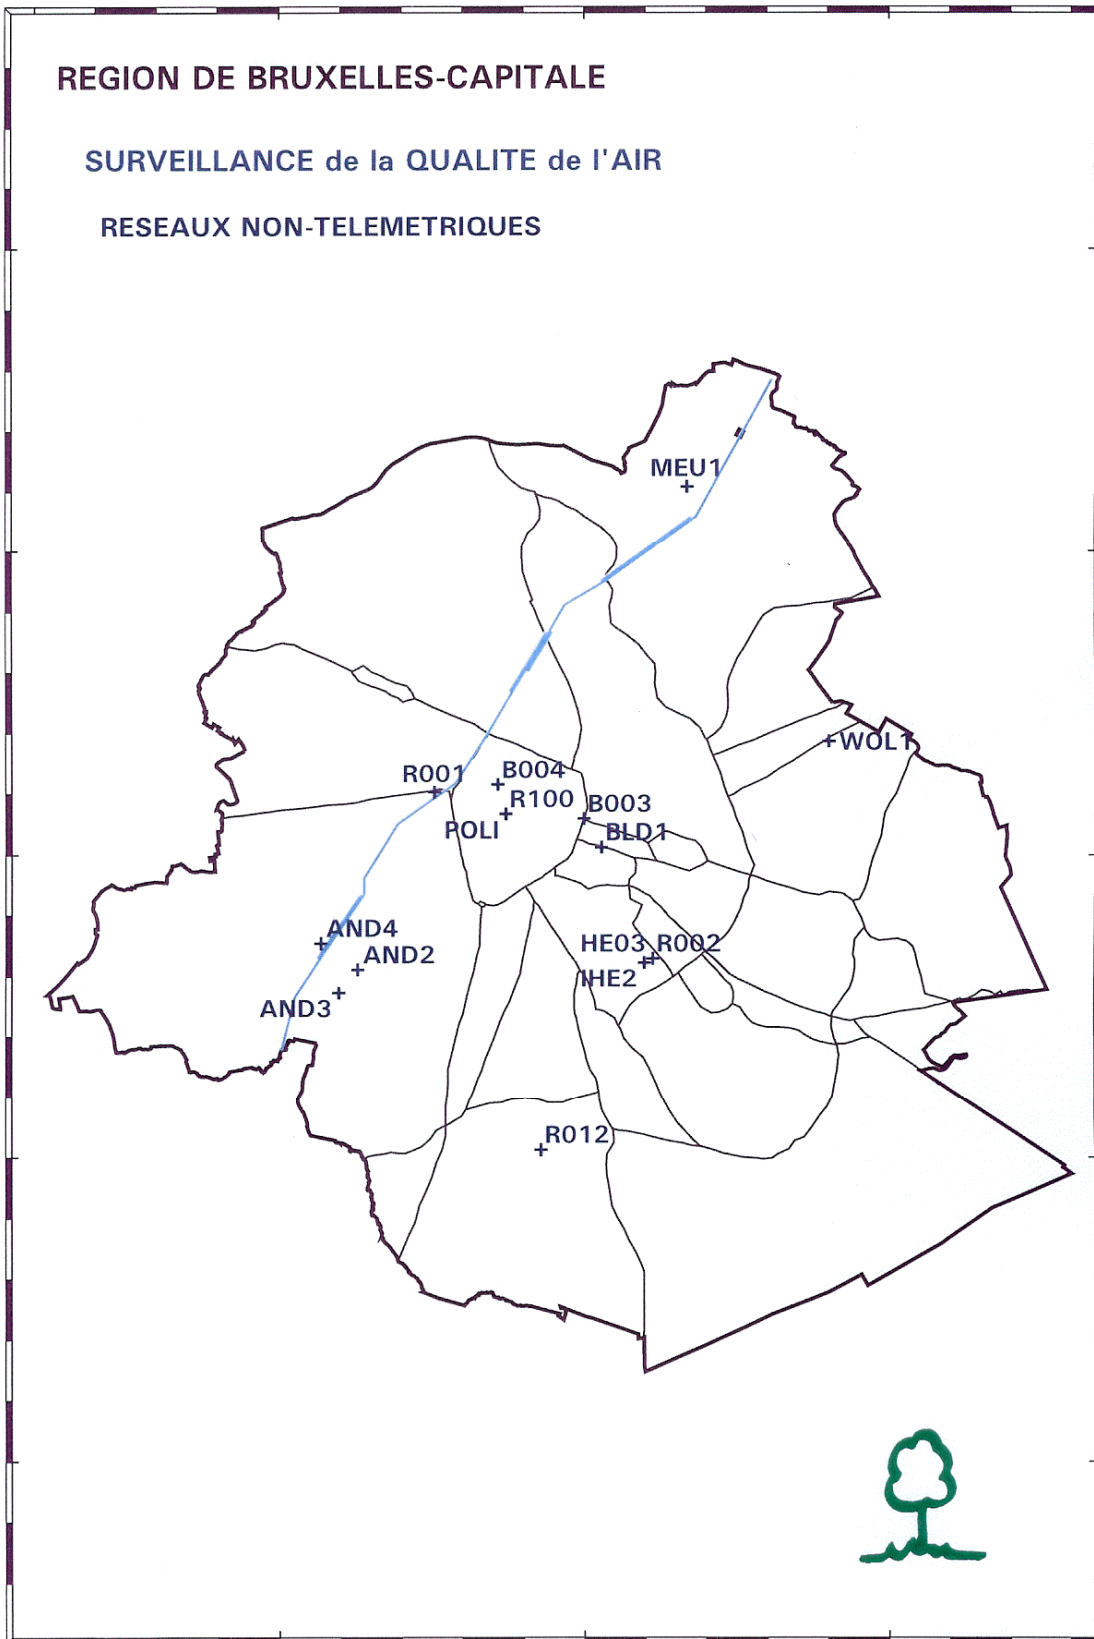 REGION DE BRUXELLES-CAPITALE
SURVEILLANCE de la QUALITE de l'AIR
RESEAUX NON-TELEMETRIQUES
MEU1
WOL1
R001
B004
R100
B003
POLI
BLD1
AND4
AND2
HE03
R002
IHE2
AND3
R012